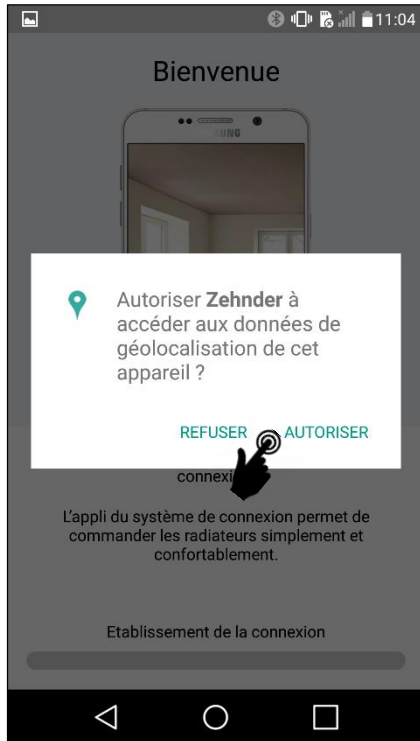 11:04
Bienvenue
Autoriser Zehnder à
accéder aux données de
géolocalisation de cet
appareil ?
REFUSER AUTORISER
L'appli du système de connexion permet de
commander les radiateurs simplement et
confortablement.
Etablissement de la connexion